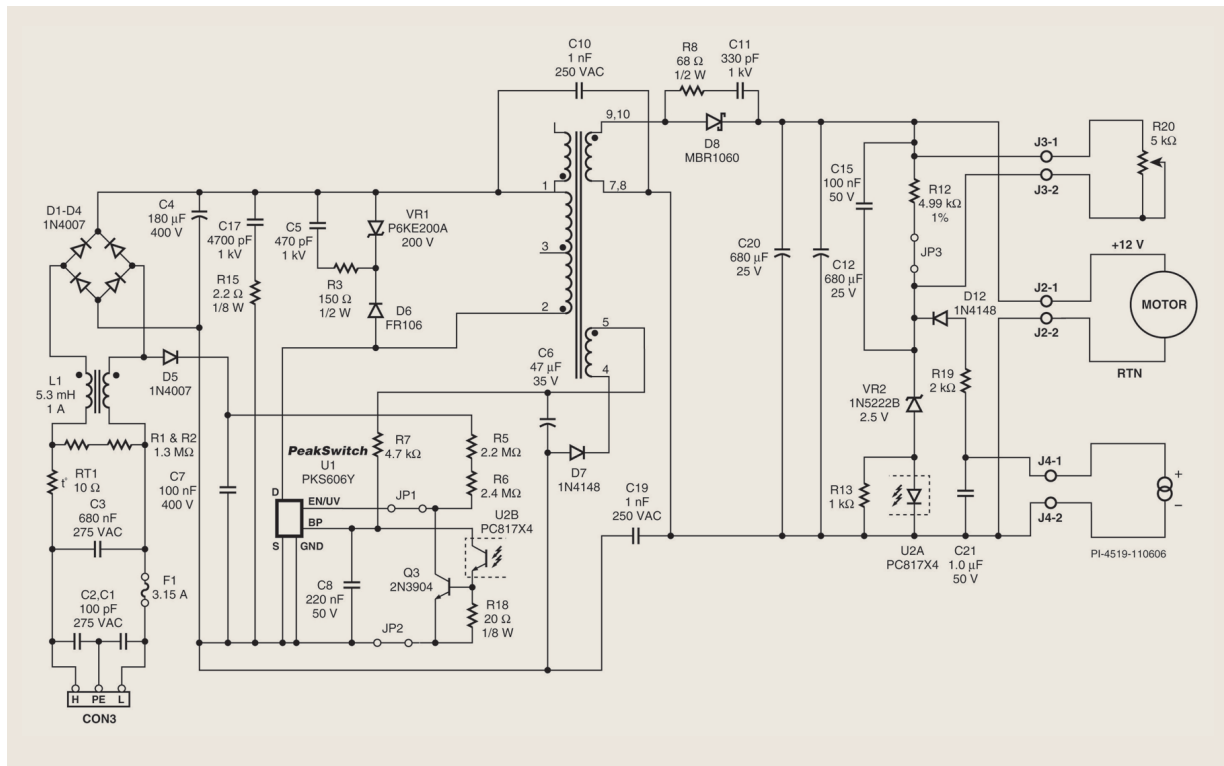 C10
1 nF
250 VAC
R8
68 Ω
1/2 W
C11
330 pF
1 kV
9,10
D8
MBR1060
J3-1
R20
5 kΩ
J3-2
C15
100 nF
50 V
R12
4.99 kΩ
1%
JP3
1
7,8
D1-D4
1N4007
C4
180 µF
400 V
C17
4700 pF
1 kV
C5
470 pF
1 kV
VR1
P6KE200A
200 V
R15
2.2 Ω
1/8 W
R3
150 Ω
1/2 W
D6
FR106
3
2
C20
680 µF
25 V
C12
680 µF
25 V
+12 V
J2-1
J2-2
MOTOR
RTN
D12
1N4148
5
4
C6
47 µF
35 V
L1
5.3 mH
1 A
D5
1N4007
R19
2 kΩ
VR2
1N5222B
2.5 V
R1 & R2
1.3 MΩ
RT1
10 Ω
t°
C7
100 nF
400 V
PeakSwitch
U1
PKS606Y
R7
4.7 kΩ
R5
2.2 MΩ
R6
2.4 MΩ
D7
1N4148
J4-1
+
–
J4-2
PI-4519-110606
R13
1 kΩ
U2A
PC817X4
C21
1.0 µF
50 V
D
EN/UV
BP
S
GND
JP1
U2B
PC817X4
C19
1 nF
250 VAC
C3
680 nF
275 VAC
F1
3.15 A
C2,C1
100 pF
275 VAC
C8
220 nF
50 V
Q3
2N3904
R18
20 Ω
1/8 W
JP2
H PE L
CON3